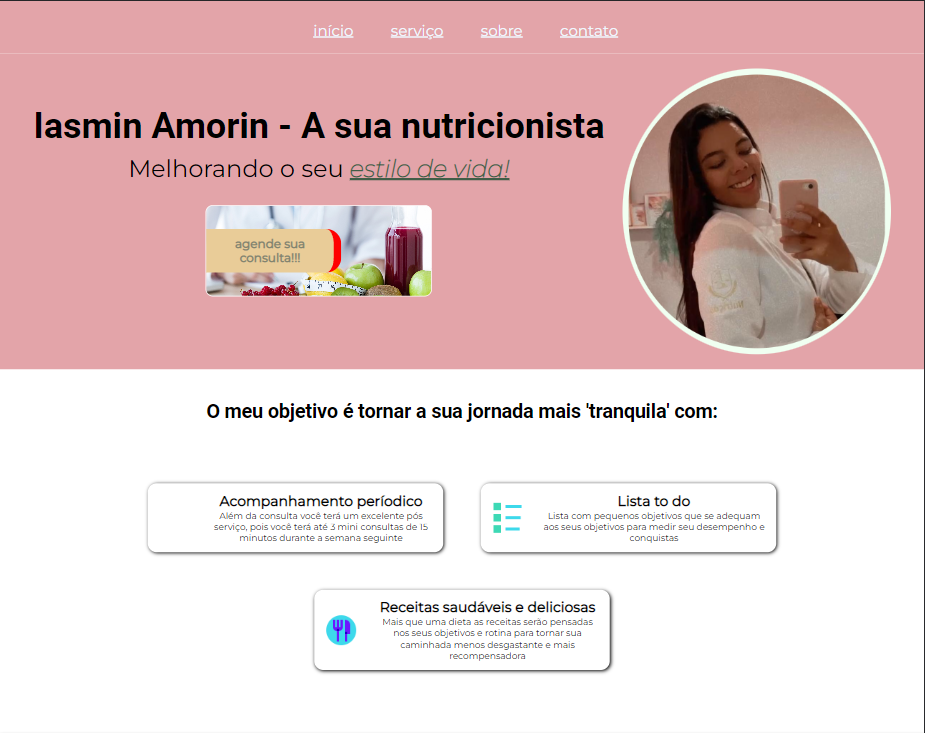 início serviço sobre contato
Iasmin Amorin - A sua nutricionista
Melhorando o seu estilo de vida!
agende sua
consulta!!!
O meu objetivo é tornar a sua jornada mais 'tranquila' com:
Acompanhamento períodico
Além da consulta você terá um excelente pós
serviço, pois você terá até 3 mini consultas de 15
minutos durante a semana seguinte
Lista to do
Lista com pequenos objetivos que se adequam
aos seus objetivos para medir seu desempenho e
conquistas
Receitas saudáveis e deliciosas
Mais que uma dieta as receitas serão pensadas
nos seus objetivos e rotina para tornar sua
caminhada menos desgastante e mais
recompensadora